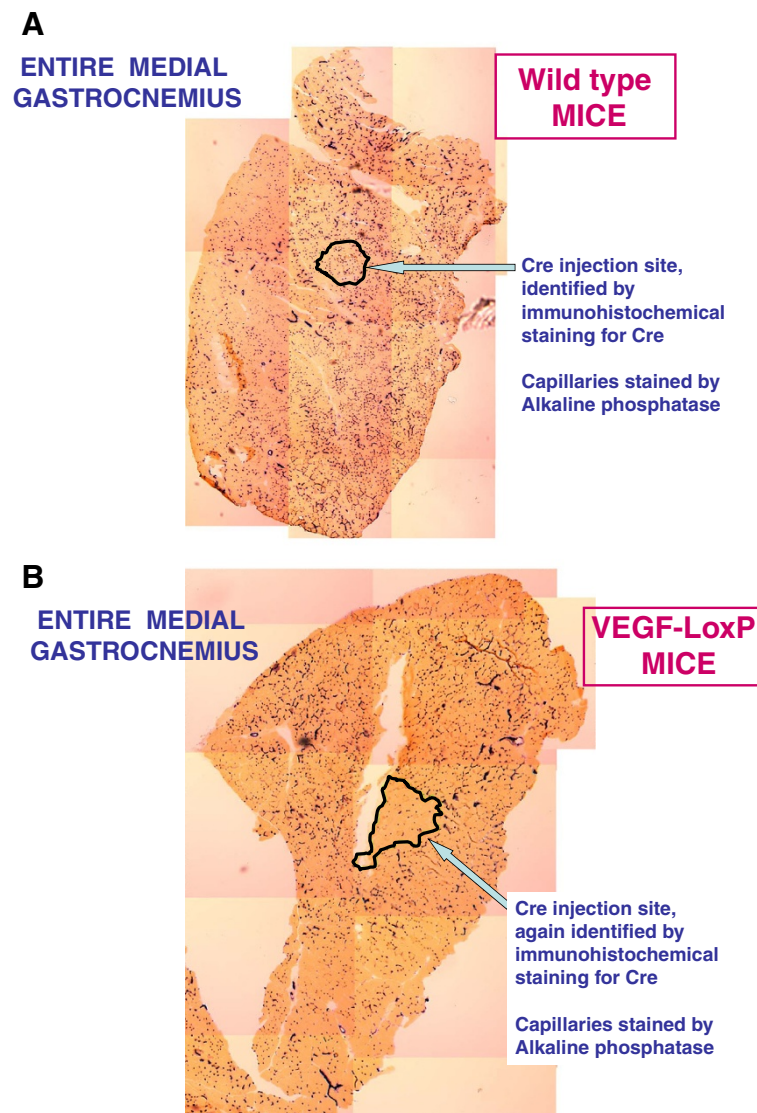 A
ENTIRE MEDIAL
GASTROCNEMIUS
Wild type
MICE
Cre injection site,
identified by
immunohistochemical
staining for Cre
Capillaries stained by
Alkaline phosphatase
B
ENTIRE MEDIAL
GASTROCNEMIUS
VEGF-LoxP
MICE
Cre injection site,
again identified by
immunohistochemical
staining for Cre
Capillaries stained by
Alkaline phosphatase